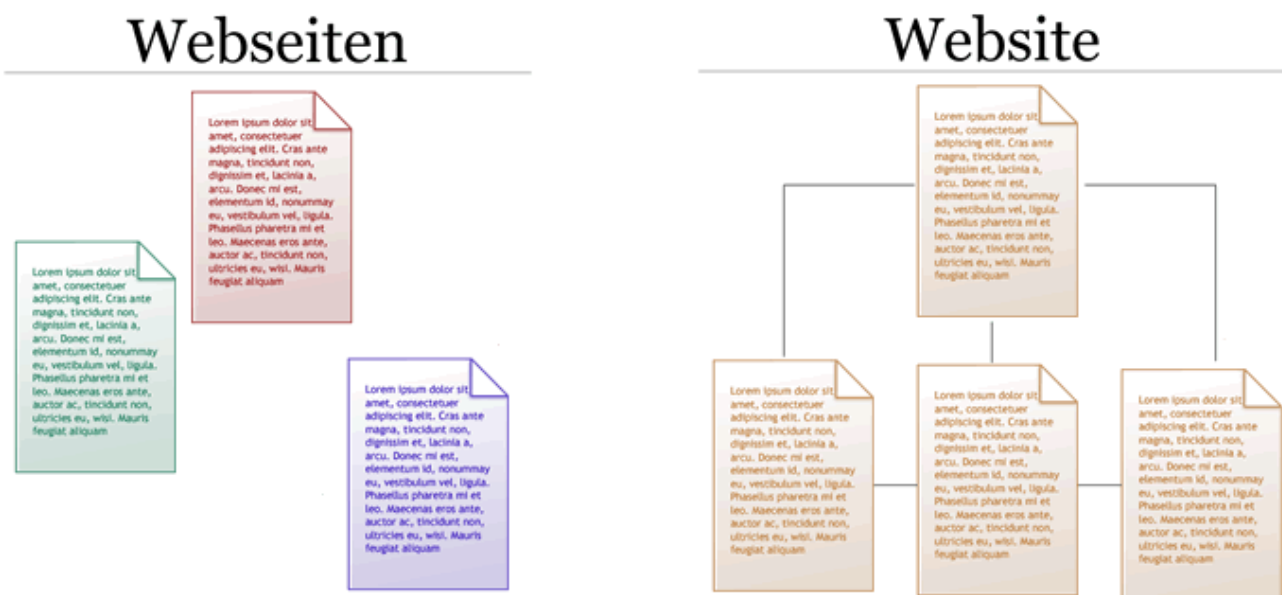 Webseiten
Lorem ipsum dolor sit
amet, consectetuer
adipiscing elit. Cras ante
magna, tincidunt non,
dignissim et, lacinia a,
arcu. Donec mi est,
elementum id, nonummay
eu, vestibulum vel, ligula.
Phasellus pharetra mi et
leo. Maecenas eros ante,
auctor ac, tincidunt non,
ultricies eu, wisi. Mauris
feugiat aliquam
Lorem ipsum dolor sit
amet, consectetuer
adipiscing elit. Cras ante
magna, tincidunt non,
dignissim et, lacinia a,
arcu. Donec mi est,
elementum id, nonummay
eu, vestibulum vel, ligula.
Phasellus pharetra mi et
leo. Maecenas eros ante,
auctor ac, tincidunt non,
ultricies eu, wisi. Mauris
feugiat aliquam
Lorem ipsum dolor sit
amet, consectetuer
adipiscing elit. Cras ante
magna, tincidunt non,
dignissim et, lacinia a,
arcu. Donec mi est,
elementum id, nonummay
eu, vestibulum vel, ligula.
Phasellus pharetra mi et
leo. Maecenas eros ante,
auctor ac, tincidunt non,
ultricies eu, wisi. Mauris
feugiat aliquam
Website
Lorem ipsum dolor sit
amet, consectetuer
adipiscing elit. Cras ante
magna, tincidunt non,
dignissim et, lacinia a,
arcu. Donec mi est,
elementum id, nonummay
eu, vestibulum vel, ligula.
Phasellus pharetra mi et
leo. Maecenas eros ante,
auctor ac, tincidunt non,
ultricies eu, wisi. Mauris
feugiat aliquam
Lorem ipsum dolor sit
amet, consectetuer
adipiscing elit. Cras ante
magna, tincidunt non,
dignissim et, lacinia a,
arcu. Donec mi est,
elementum id, nonummay
eu, vestibulum vel, ligula.
Phasellus pharetra mi et
leo. Maecenas eros ante,
auctor ac, tincidunt non,
ultricies eu, wisi. Mauris
feugiat aliquam
Lorem ipsum dolor sit
amet, consectetuer
adipiscing elit. Cras ante
magna, tincidunt non,
dignissim et, lacinia a,
arcu. Donec mi est,
elementum id, nonummay
eu, vestibulum vel, ligula.
Phasellus pharetra mi et
leo. Maecenas eros ante,
auctor ac, tincidunt non,
ultricies eu, wisi. Mauris
feugiat aliquam
Lorem ipsum dolor sit
amet, consectetuer
adipiscing elit. Cras ante
magna, tincidunt non,
dignissim et, lacinia a,
arcu. Donec mi est,
elementum id, nonummay
eu, vestibulum vel, ligula.
Phasellus pharetra mi et
leo. Maecenas eros ante,
auctor ac, tincidunt non,
ultricies eu, wisi. Mauris
feugiat aliquam